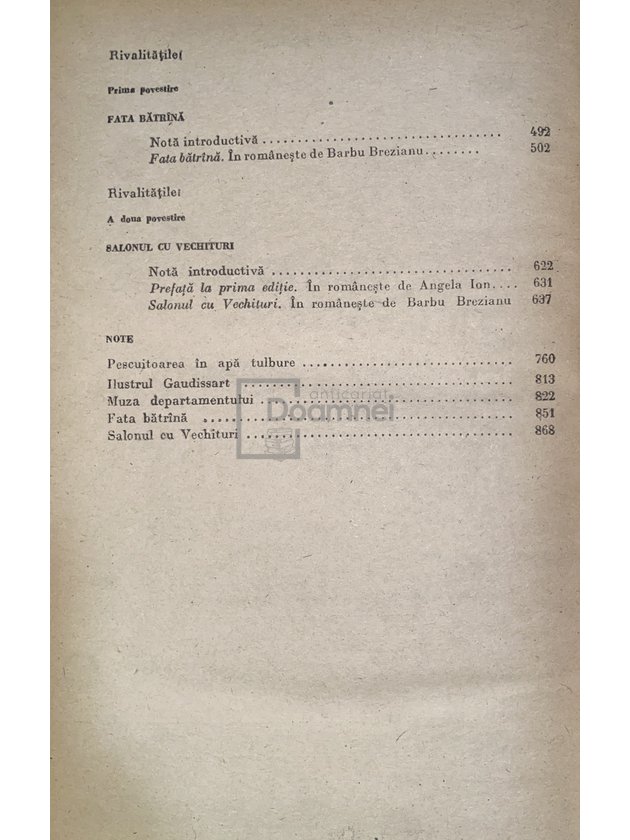 Rivalitățile:
Prima povestire
FATA BĂTRÎNĂ
Notă introductivă .................................. 492
Fata bătrînă. În românește de Barbu Brezianu........ 502
Rivalitățile:
A doua povestire
SALONUL CU VECHITURI
Notă introductivă .................................. 622
Prefață la prima ediție. În românește de Angela Ion.... 631
Salonul cu Vechituri. În românește de Barbu Brezianu 637
NOTE
Pescuitoarea în apă tulbure .............................. 760
Ilustrul Gaudissart .................................. 813
anticariat
Muza departamentului .................................. 822
Doamnei
Fata bătrînă .................................. 851
Salonul cu Vechituri .................................. 868